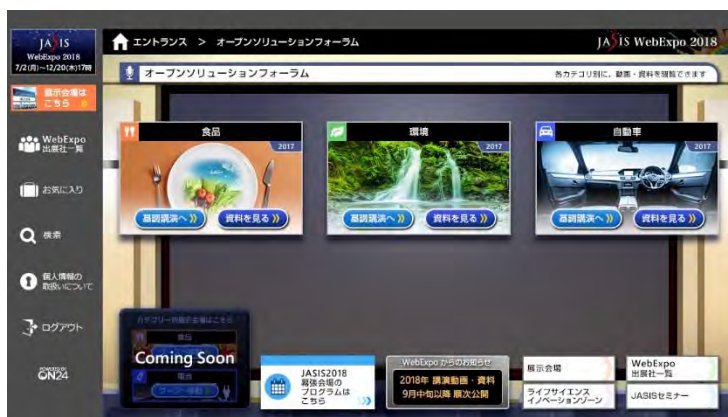 JASIS
WebExpo 2018
7/2(月)~12/20(木)17時
展示会場は
こちら
WebExpo
出展社一覧
お気に入り
検索
個人情報の
取扱いについて
ログアウト
POWERED BY
ON24
エントランス > オープンソリューションフォーラム
JASIS WebExpo 2018
オープンソリューションフォーラム
各カテゴリ別に、動画・資料を閲覧できます
食品
2017
基調講演へ
資料を見る
環境
2017
基調講演へ
資料を見る
自動車
2017
基調講演へ
資料を見る
Coming Soon
JASIS2018
幕張会場の
プログラムは
こちら
WebExpo からのお知らせ
2018年 講演動画・資料
9月中旬以降 順次公開
展示会場
WebExpo
出展社一覧
ライフサイエンス
イノベーションゾーン
JASISセミナー